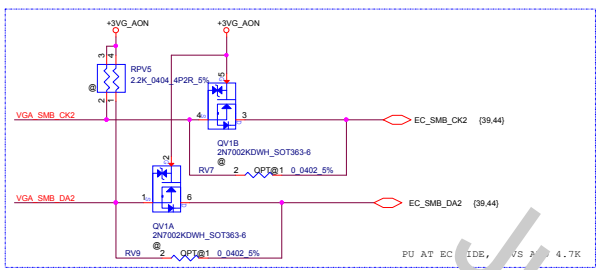 +3VG_AON
+3VG_AON
3
4
RPV5
2.2K_0404_4P2R_5%
@
2
1
5
VGA_SMB_CK2
4
3
EC_SMB_CK2 {39,44}
QV1B
2N7002KDWH_SOT363-6
@
RV7 2 OPT@1 0_0402_5%
2
VGA_SMB_DA2
1
6
EC_SMB_DA2 {39,44}
QV1A
2N7002KDWH_SOT363-6
@
RV9 2 OPT@1 0_0402_5%
PU AT EC IDE, VS A 4.7K